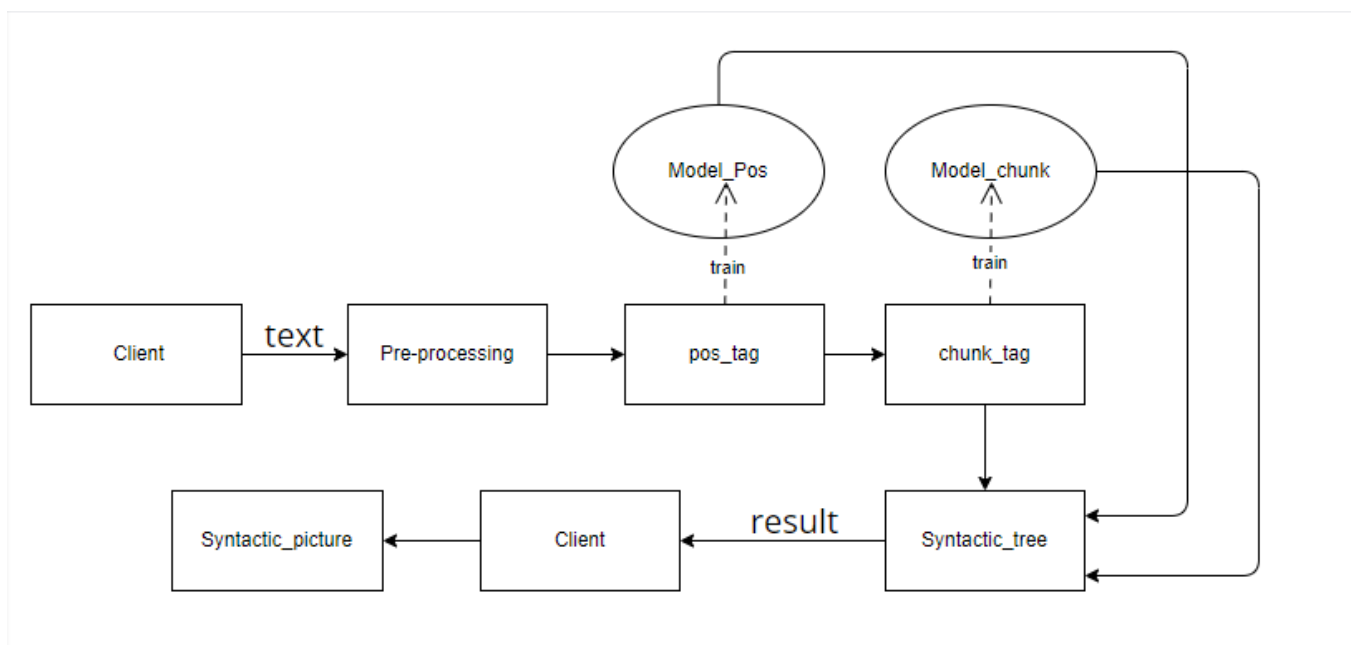 Model_Pos
Model_chunk
train
train
Client
text
Pre-processing
pos_tag
chunk_tag
Syntactic_picture
Client
result
Syntactic_tree